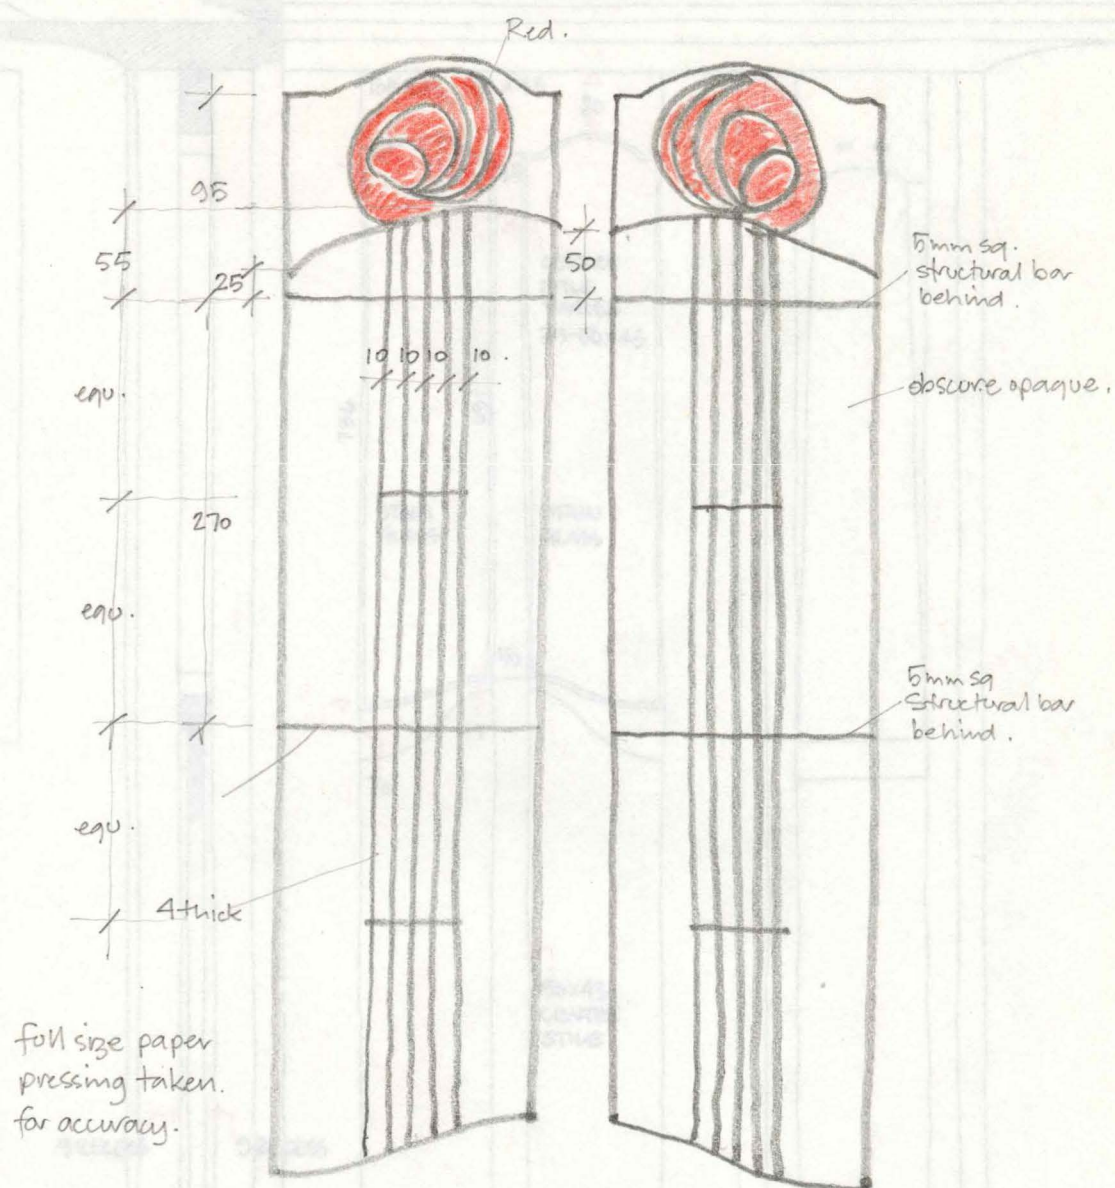 Red.
95
55
25
50
5mm sq.
structural bar
behind.
10 10 10 10.
equ.
obscure opaque.
270
equ.
5mm sq
Structural bar
behind.
equ.
4 thick
full size paper
pressing taken.
for accuracy.